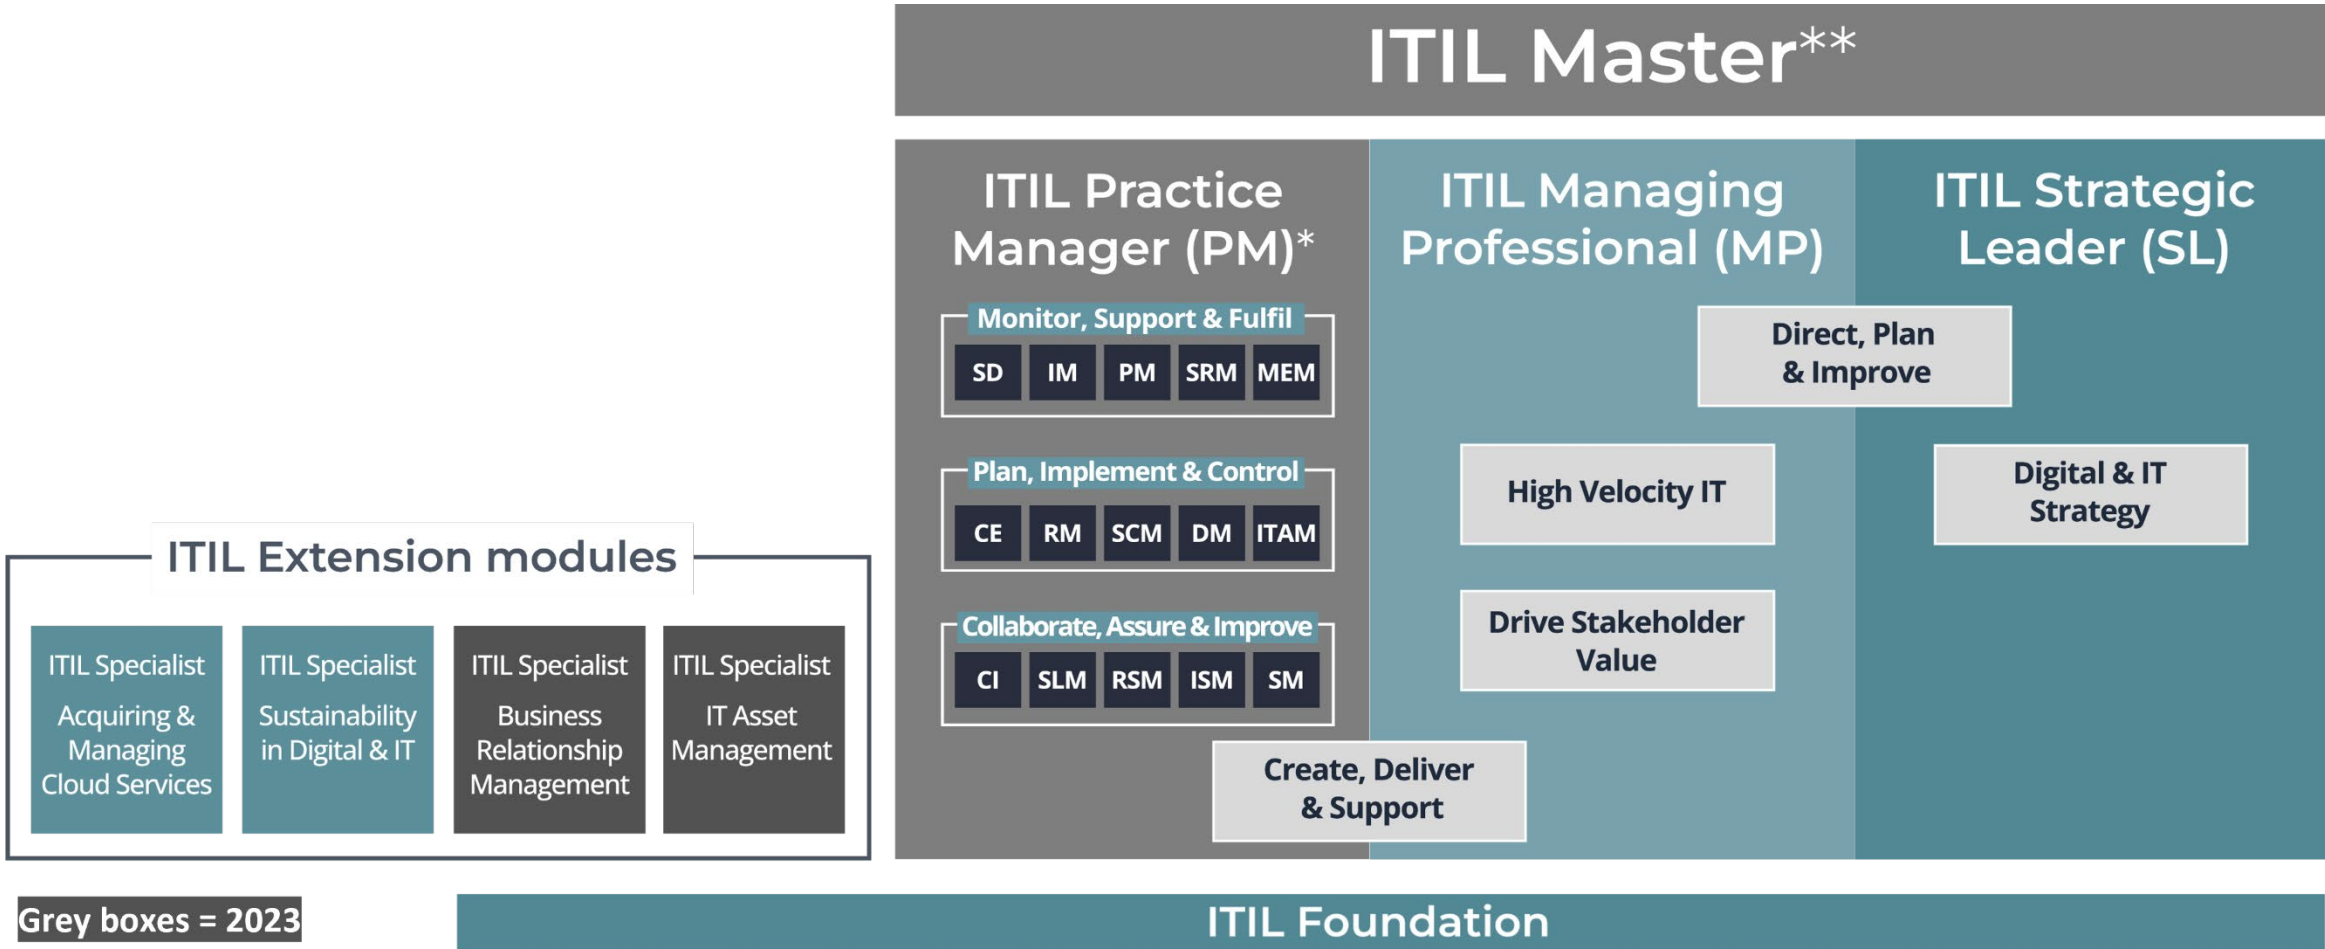 ITIL Master**
ITIL Practice
Manager (PM)*
Monitor, Support & Fulfil
SD IM PM SRM MEM
Plan, Implement & Control
CE RM SCM DM ITAM
Collaborate, Assure & Improve
CI SLM RSM ISM SM
ITIL Managing
Professional (MP)
ITIL Strategic
Leader (SL)
Direct, Plan
& Improve
High Velocity IT
Digital & IT
Strategy
Drive Stakeholder
Value
Create, Deliver
& Support
ITIL Extension modules
ITIL Specialist
Acquiring &
Managing
Cloud Services
ITIL Specialist
Sustainability
in Digital & IT
ITIL Specialist
Business
Relationship
Management
ITIL Specialist
IT Asset
Management
Grey boxes = 2023
ITIL Foundation